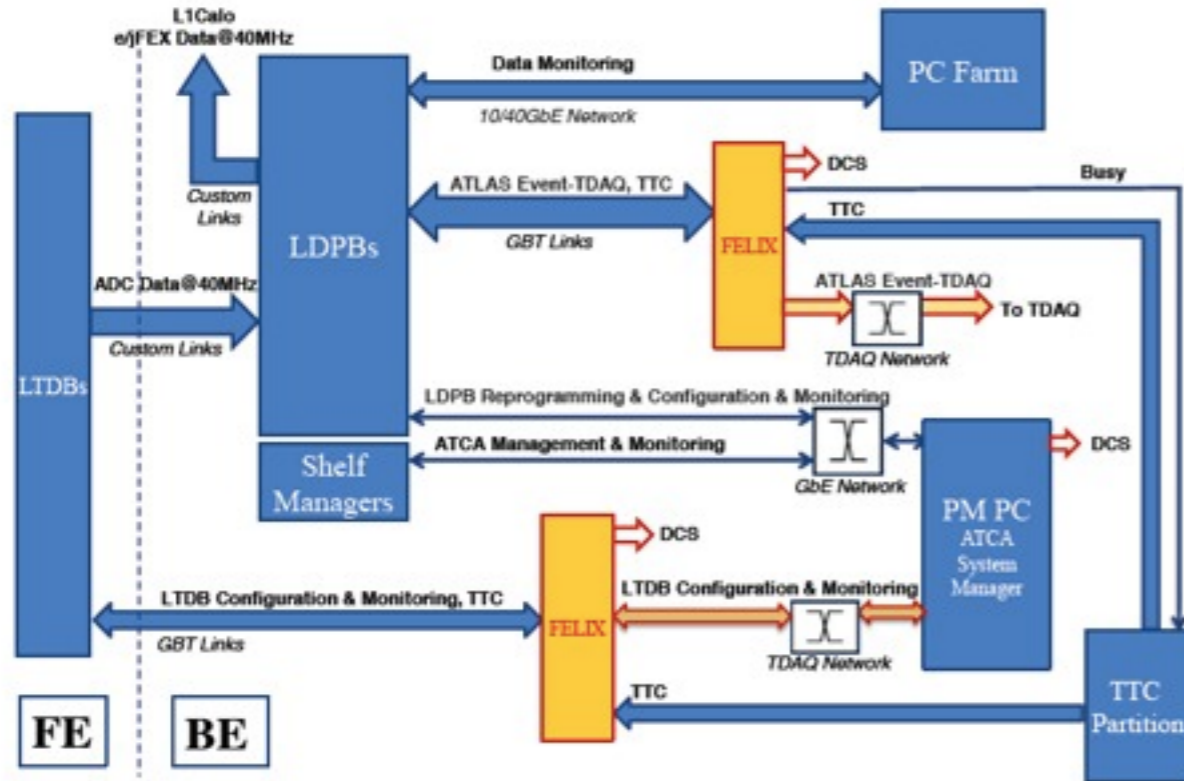 L1Calo
e/jFEX Data@40MHz
Data Monitoring
10/40GbE Network
PC Farm
Custom
Links
LDPBs
ATLAS Event-TDAQ, TTC
GBT Links
FELIX
DCS
Busy
TTC
ATLAS Event-TDAQ
To TDAQ
TDAQ Network
ADC Data@40MHz
Custom Links
LTDBs
LDPB Reprogramming & Configuration & Monitoring
ATCA Management & Monitoring
GbE Network
Shelf
Managers
PM PC
ATCA
System
Manager
DCS
DCS
LTDB Configuration & Monitoring, TTC
GBT Links
FELIX
LTDB Configuration & Monitoring
TDAQ Network
TTC
TTC
Partition
FE
BE